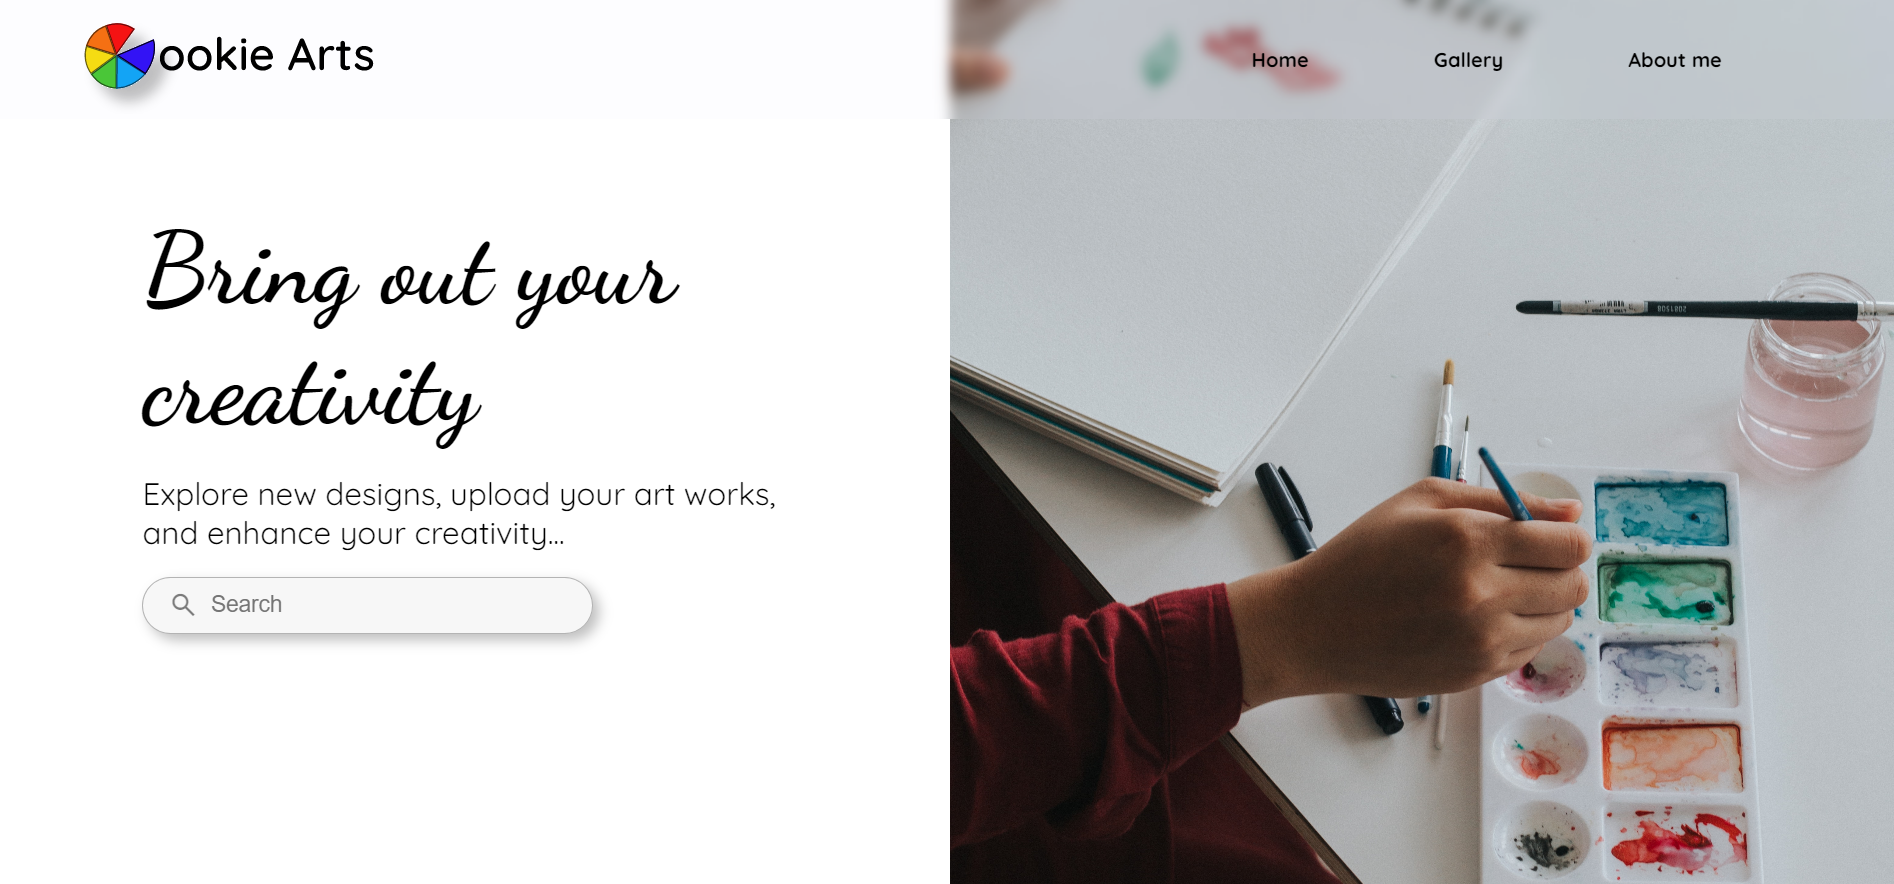 ookie Arts
Home
Gallery
About me
Bring out your
creativity
Explore new designs, upload your art works,
and enhance your creativity...
Search
2081508